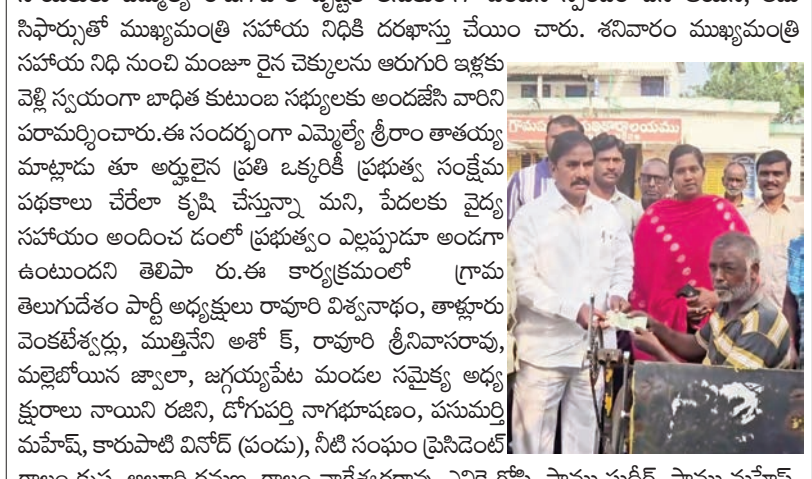 సిఫార్సుతో ముఖ్యమంత్రి సహాయ నిధికి దరఖాస్తు చేయిం చారు. శనివారం ముఖ్యమంత్రి
సహాయ నిధి నుంచి మంజూ రైన చెక్కులను ఆరుగురి ఇళ్లకు
వెళ్లి స్వయంగా బాధిత కుటుంబ సభ్యులకు అందజేసి వారిని
పరామర్శించారు.ఈ సందర్భంగా ఎమ్మెల్యే శ్రీరాం తాతయ్య
మాట్లాడు తూ అర్హులైన ప్రతి ఒక్కరికీ ప్రభుత్వ సంక్షేమ
పథకాలు చేరేలా కృషి చేస్తున్నా మని, పేదలకు వైద్య
సహాయం అందించ డంలో ప్రభుత్వం ఎల్లప్పుడూ అండగా
ఉంటుందని తెలిపా రు.ఈ కార్యక్రమంలో గ్రామ
తెలుగుదేశం పార్టీ అధ్యక్షులు రావూరి విశ్వనాథం, తాళ్లూరు
వెంకటేశ్వర్లు, ముత్తినేని అశో క్, రావూరి శ్రీనివాసరావు,
మల్లెబోయిన జ్వాలా, జగ్గయ్యపేట మండల సమైక్య అధ్య
క్షురాలు నాయిని రజిని, డోగుపర్తి నాగభూషణం, పసుమర్తి
మహేష్, కారుపాటి వినోద్ (పండు), నీటి సంఘం ప్రెసిడెంట్